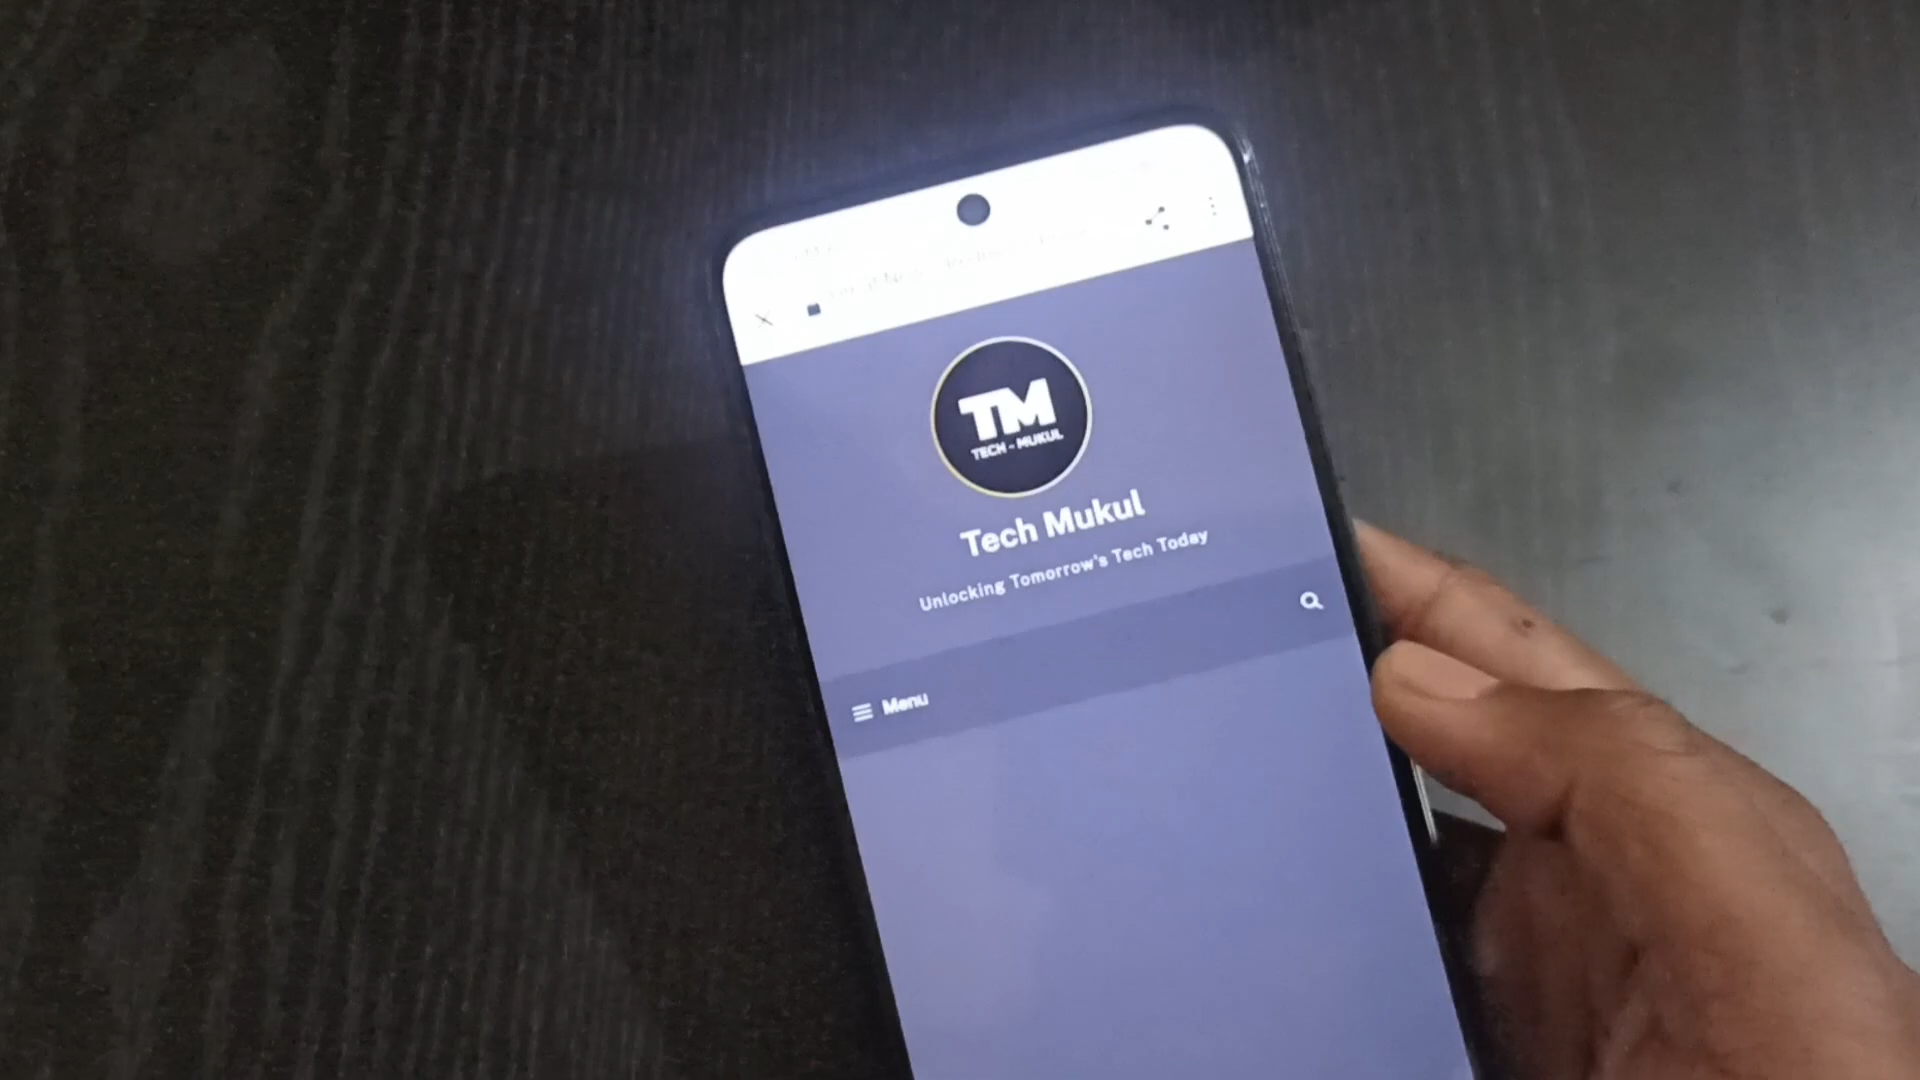 TM
TECH - MUKUL
Tech Mukul
Unlocking Tomorrow's Tech Today
Menu